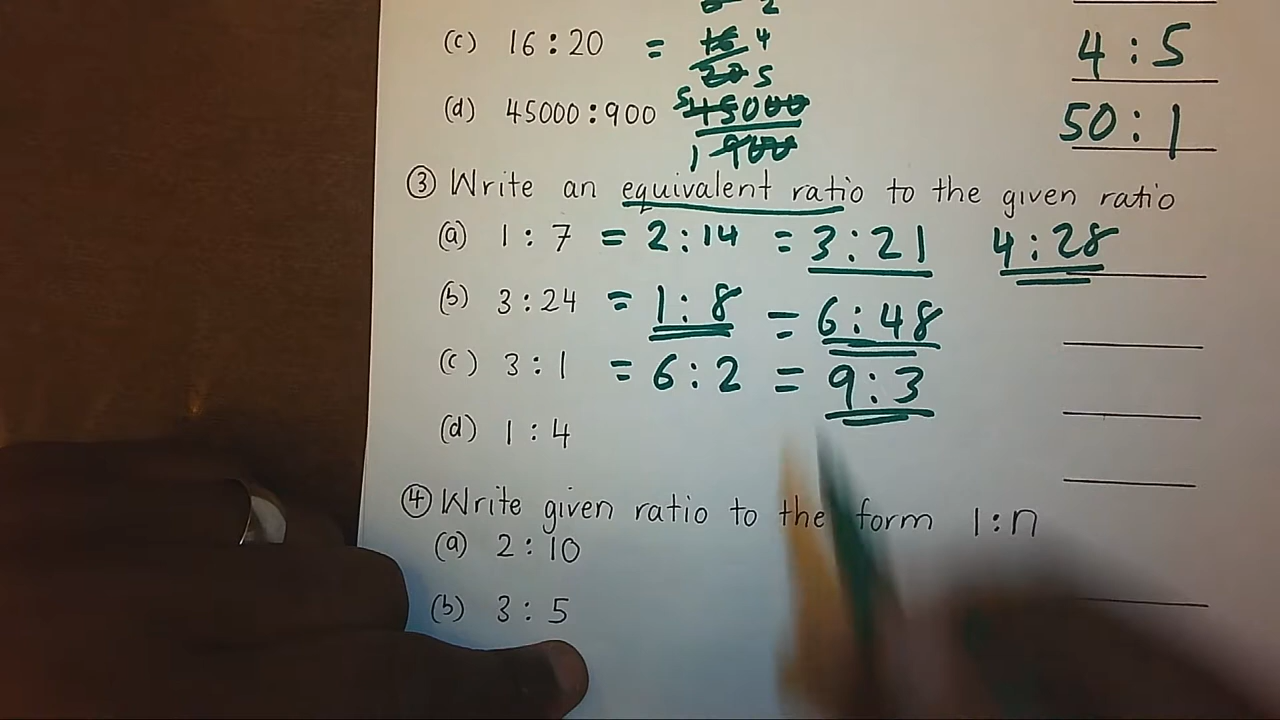 2
(c) 16 : 20 = 16 4 4 : 5
20 5
(d) 45000 : 900 5 45000 50 : 1
1 900
③ Write an equivalent ratio to the given ratio
(a) 1 : 7 = 2 : 14 = 3 : 21 4 : 28
(b) 3 : 24 = 1 : 8 = 6 : 48
(c) 3 : 1 = 6 : 2 = 9 : 3
(d) 1 : 4
④ Write given ratio to the form 1 : n
(a) 2 : 10
(b) 3 : 5